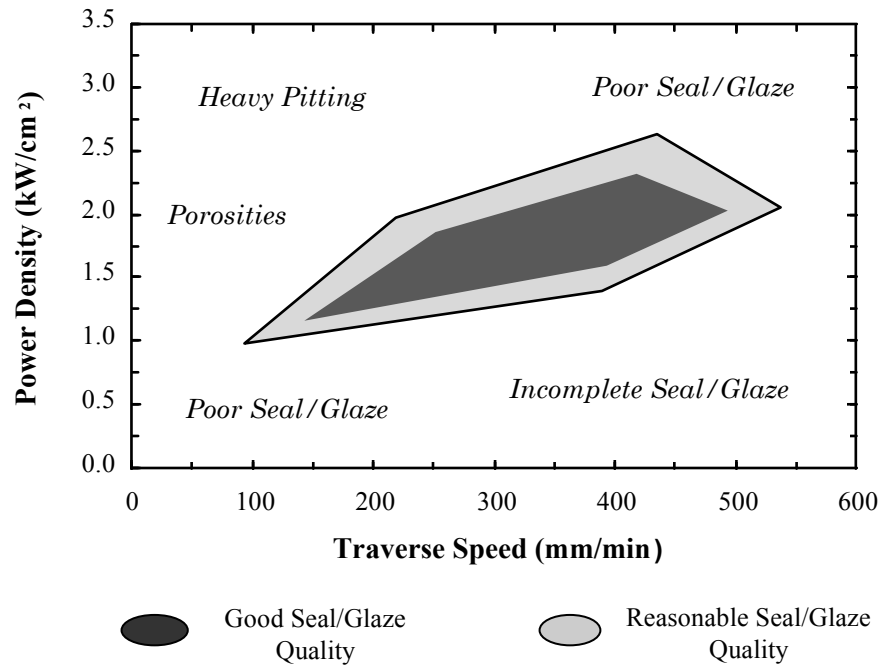 3.5
3.0
2.5
2.0
1.5
1.0
0.5
0.0
Power Density (kW/cm²)
Heavy Pitting
Poor Seal/Glaze
Porosities
Incomplete Seal/Glaze
Poor Seal/Glaze
0 100 200 300 400 500 600
Traverse Speed (mm/min)
Good Seal/Glaze
Quality
Reasonable Seal/Glaze
Quality